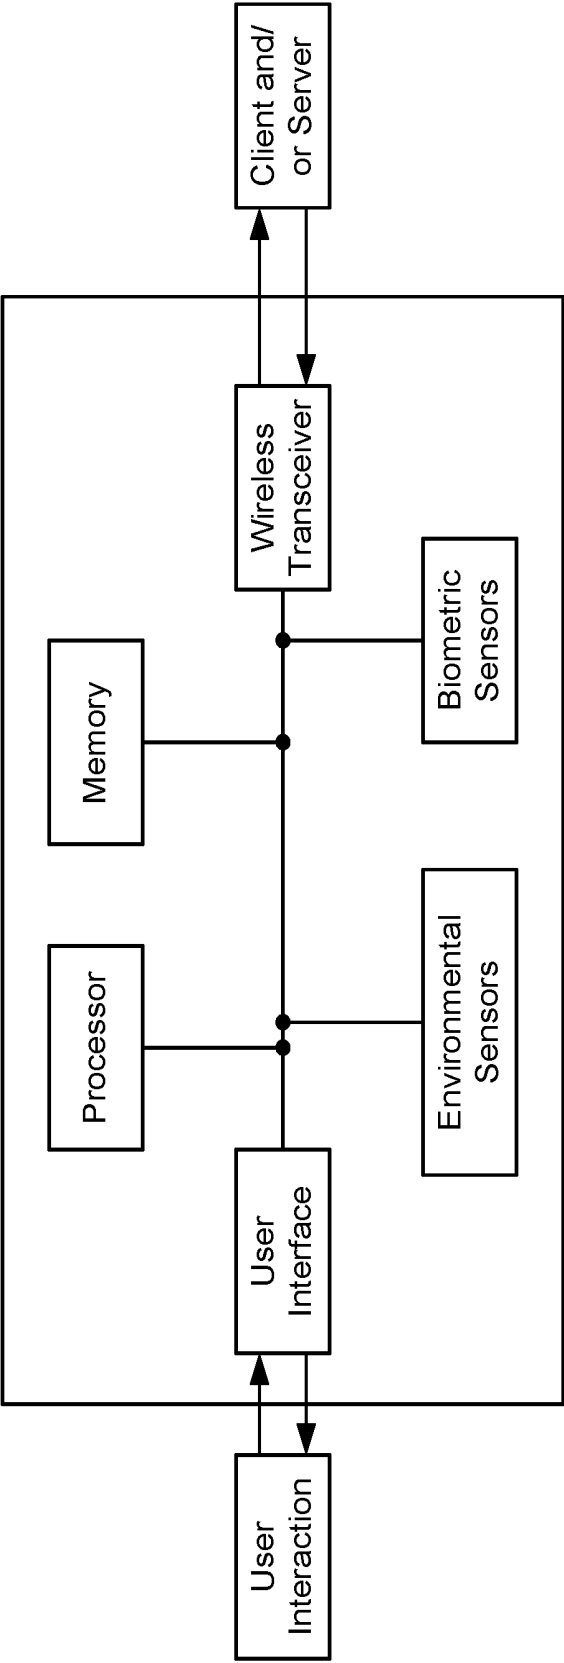 Processor
Memory
User
Interaction
User
Interface
Wireless
Transceiver
Client and/
or Server
Environmental
Sensors
Biometric
Sensors